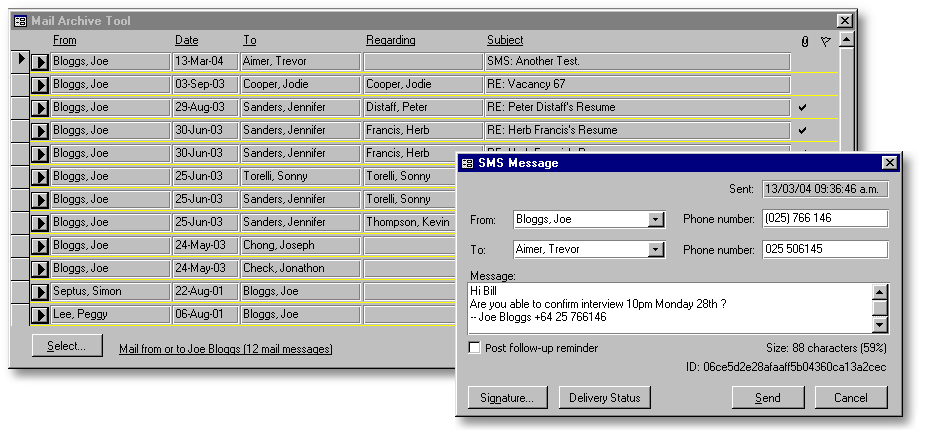 Mail Archive Tool
From Date To Regarding Subject
Bloggs, Joe 13-Mar-04 Aimer, Trevor SMS: Another Test.
Bloggs, Joe 03-Sep-03 Cooper, Jodie Cooper, Jodie RE: Vacancy 67
Bloggs, Joe 29-Aug-03 Sanders, Jennifer Distaff, Peter RE: Peter Distaff's Resume
Bloggs, Joe 30-Jun-03 Sanders, Jennifer Francis, Herb RE: Herb Francis's Resume
Bloggs, Joe 30-Jun-03 Sanders, Jennifer Francis, Herb
Bloggs, Joe 25-Jun-03 Torelli, Sonny Torelli, Sonny
Bloggs, Joe 25-Jun-03 Sanders, Jennifer Torelli, Sonny
Bloggs, Joe 25-Jun-03 Sanders, Jennifer Thompson, Kevin
Bloggs, Joe 24-May-03 Chong, Joseph
Bloggs, Joe 24-May-03 Check, Jonathon
Septus, Simon 22-Aug-01 Bloggs, Joe
Lee, Peggy 06-Aug-01 Bloggs, Joe
Select... Mail from or to Joe Bloggs (12 mail messages)
SMS Message
Sent: 13/03/04 09:36:46 a.m.
From: Bloggs, Joe Phone number: (025) 766 146
To: Aimer, Trevor Phone number: 025 506145
Message:
Hi Bill
Are you able to confirm interview 10pm Monday 28th ?
-- Joe Bloggs +64 25 766146
Post follow-up reminder Size: 88 characters (59%)
ID: 06ce5d2e28afaaff5b04360ca13a2cec
Signature... Delivery Status Send Cancel